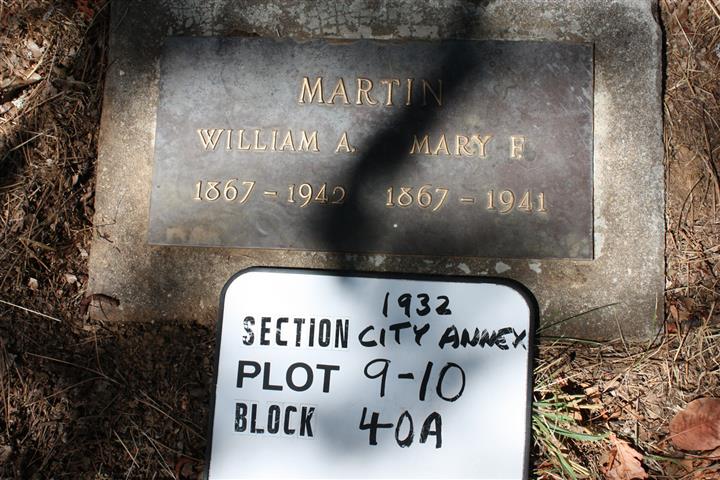 MARTIN
WILLIAM A. MARY F.
1867 – 1942 1867 – 1941
1932
SECTION CITY ANNEX
PLOT 9-10
BLOCK 40A